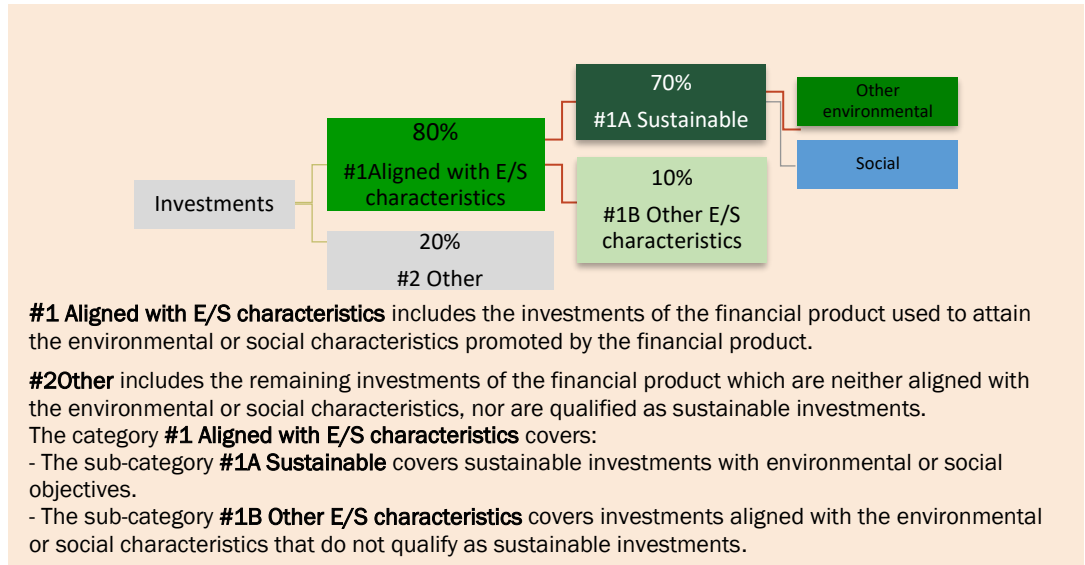 Investments
80%
#1Aligned with E/S
characteristics
20%
#2 Other
70%
#1A Sustainable
10%
#1B Other E/S
characteristics
Other
environmental
Social
#1 Aligned with E/S characteristics includes the investments of the financial product used to attain
the environmental or social characteristics promoted by the financial product.
#2Other includes the remaining investments of the financial product which are neither aligned with
the environmental or social characteristics, nor are qualified as sustainable investments.
The category #1 Aligned with E/S characteristics covers:
- The sub-category #1A Sustainable covers sustainable investments with environmental or social
objectives.
- The sub-category #1B Other E/S characteristics covers investments aligned with the environmental
or social characteristics that do not qualify as sustainable investments.